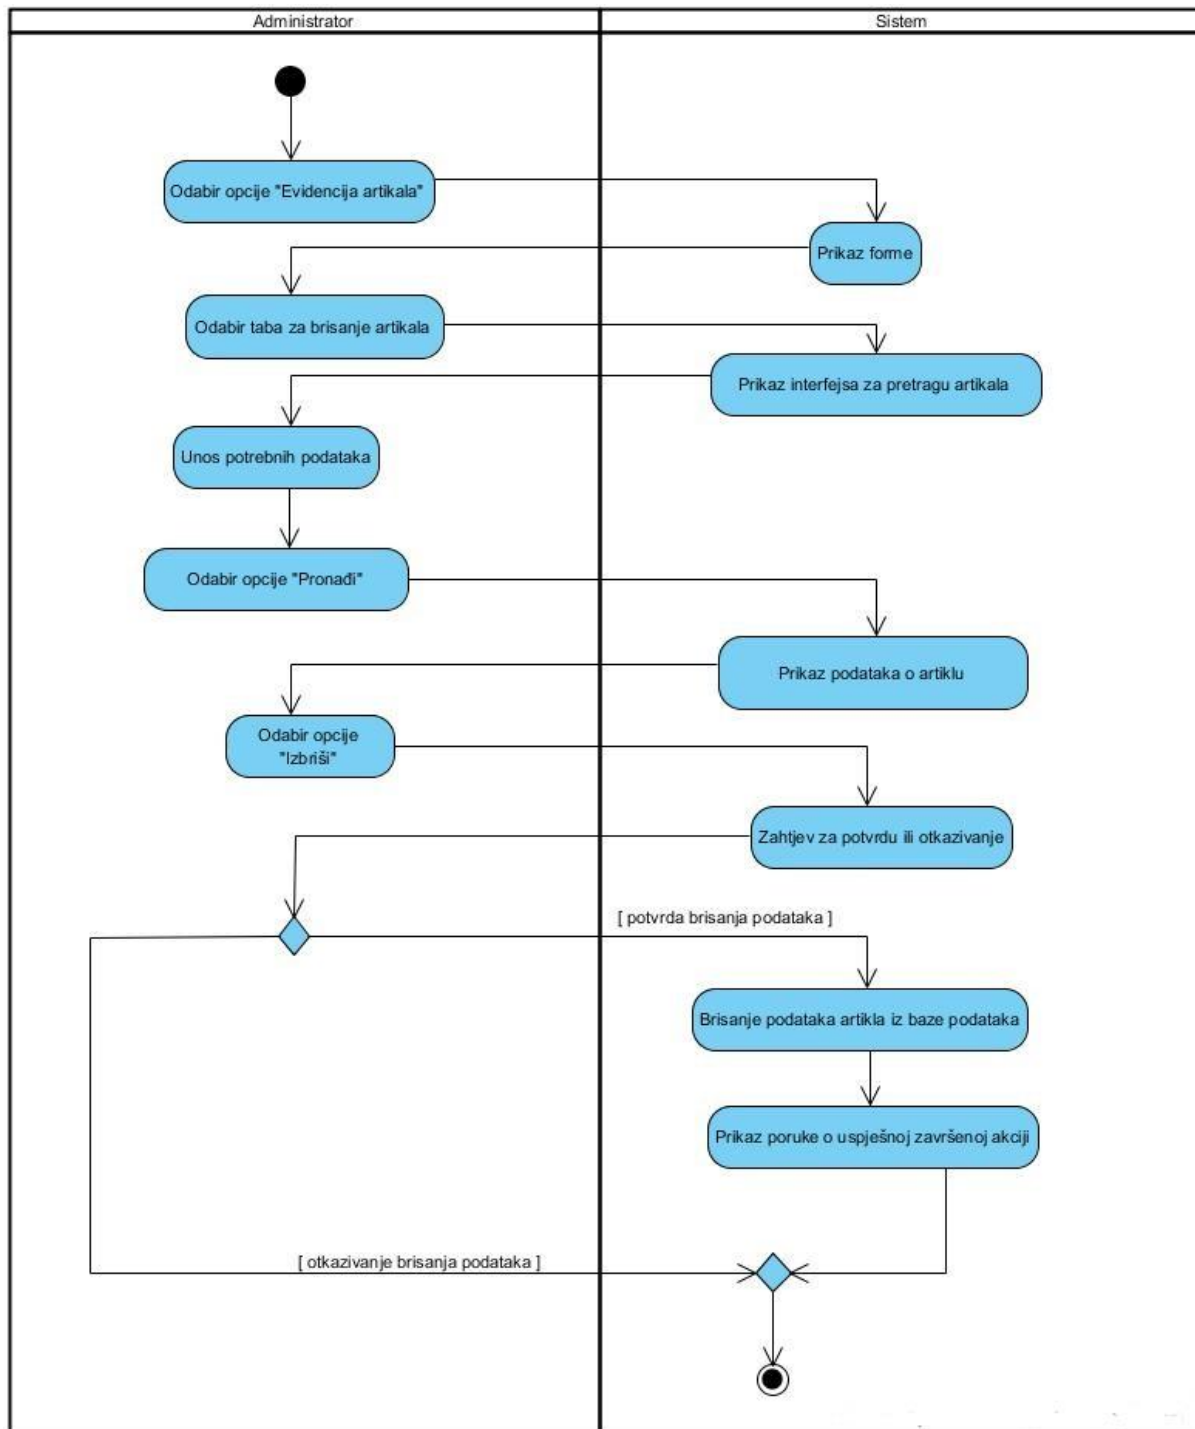 Administrator
Sistem
Odabir opcije "Evidencija artikala"
Prikaz forme
Odabir taba za brisanje artikala
Prikaz interfejsa za pretragu artikala
Unos potrebnih podataka
Odabir opcije "Pronađi"
Prikaz podataka o artiklu
Odabir opcije
"Izbriši"
Zahtjev za potvrdu ili otkazivanje
[ potvrda brisanja podataka ]
Brisanje podataka artikla iz baze podataka
Prikaz poruke o uspješnoj završenoj akciji
[ otkazivanje brisanja podataka ]